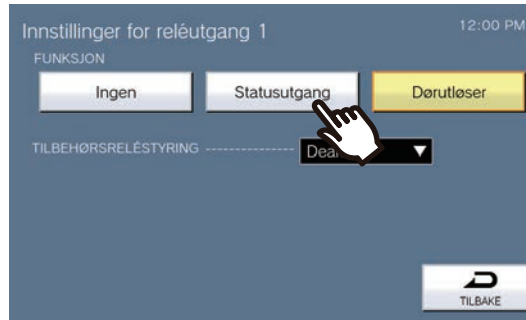 Innstillinger for reléutgang 1
12:00 PM
FUNKSJON
Ingen
Statusutgang
Dørutløser
TILBEHØRSRELÉSTYRING
TILBAKE